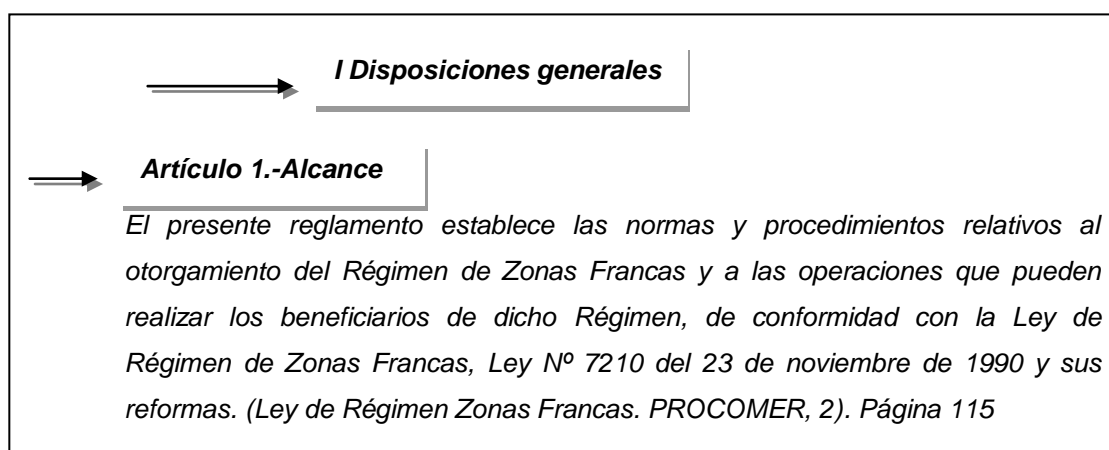 I Disposiciones generales
Artículo 1.-Alcance
El presente reglamento establece las normas y procedimientos relativos al
otorgamiento del Régimen de Zonas Francas y a las operaciones que pueden
realizar los beneficiarios de dicho Régimen, de conformidad con la Ley de
Régimen de Zonas Francas, Ley Nº 7210 del 23 de noviembre de 1990 y sus
reformas. (Ley de Régimen Zonas Francas. PROCOMER, 2). Página 115